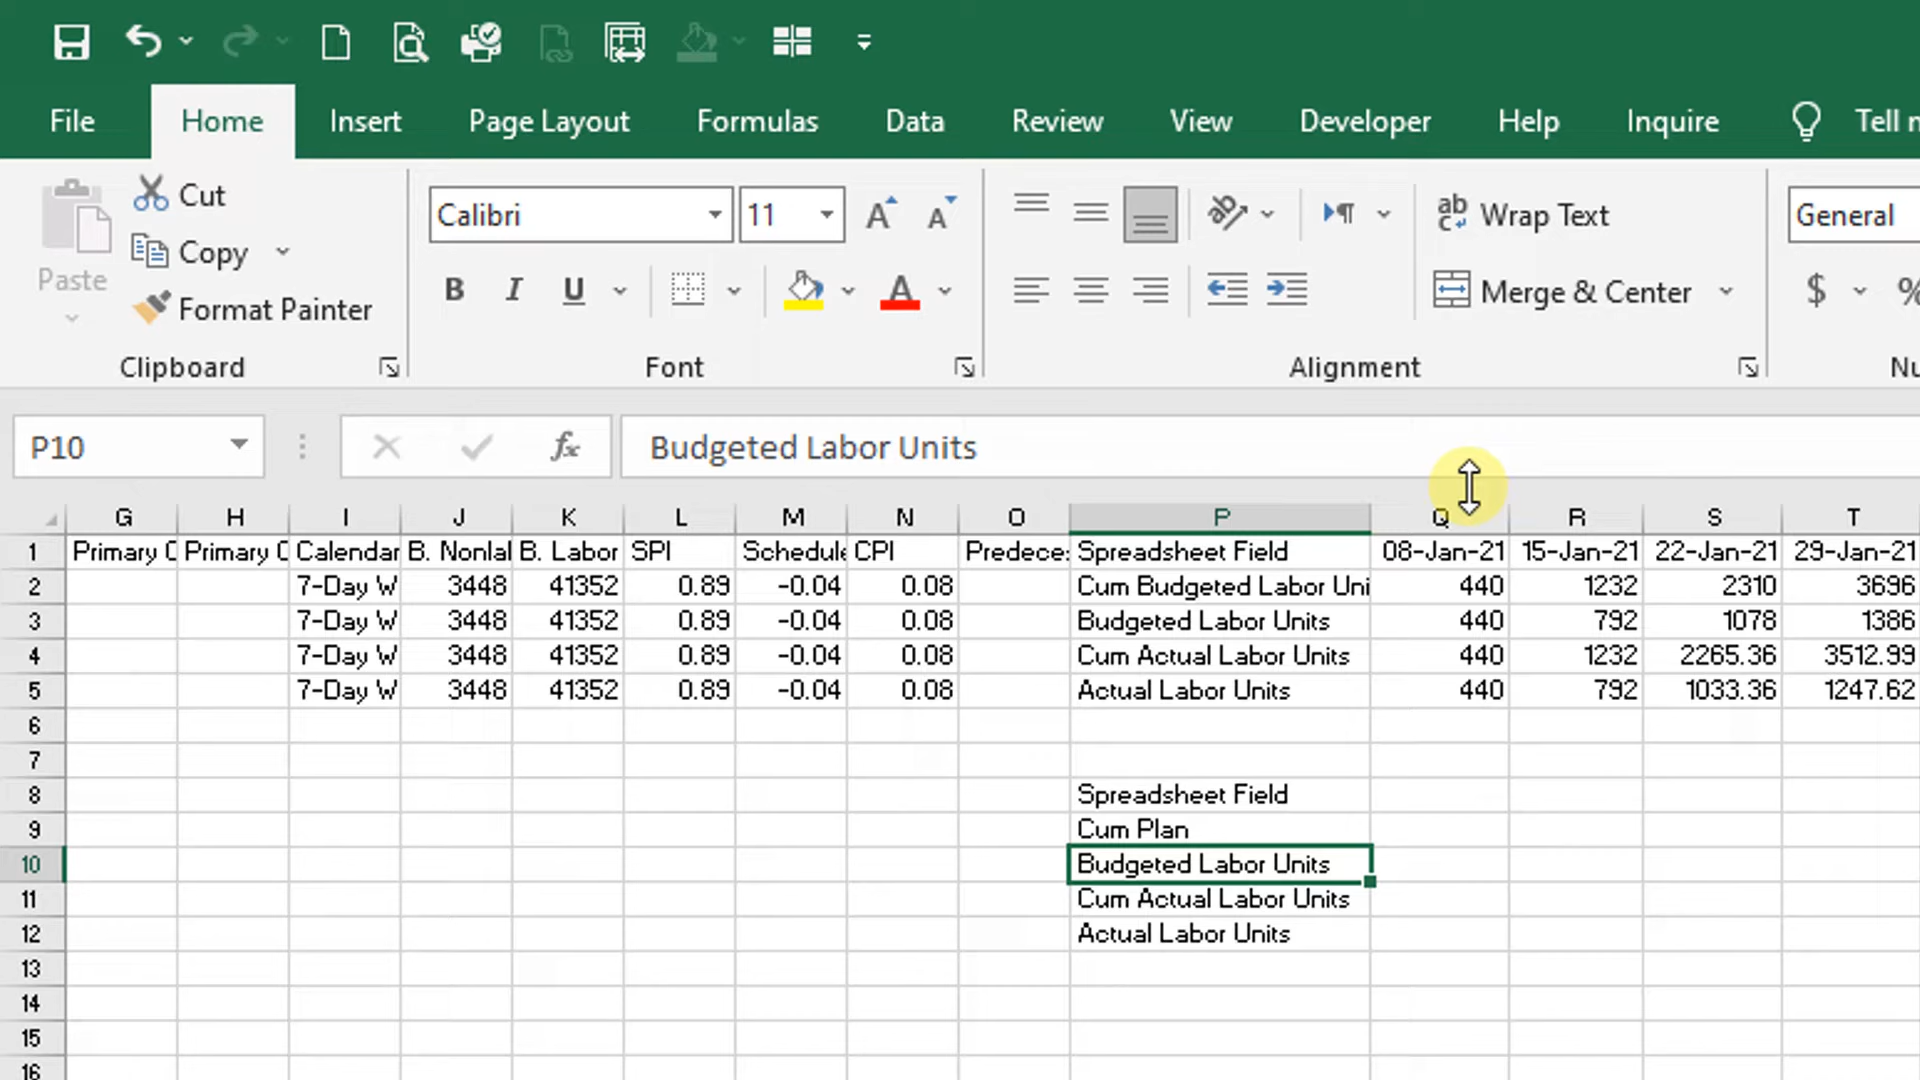 File Home Insert Page Layout Formulas Data Review View Developer Help Inquire Tell
Paste
Cut
Copy
Format Painter
Clipboard
Calibri 11
B I U A
Font
ab Wrap Text
Merge & Center
Alignment
General
$ %
P10 fx Budgeted Labor Units
G H I J K L M N O P Q R S T
1 Primary C Primary C Calendar B. Nonlal B. Labor SPI Schedule CPI Predece: Spreadsheet Field 08-Jan-21 15-Jan-21 22-Jan-21 29-Jan-21
2 7-Day W 3448 41352 0.89 -0.04 0.08 Cum Budgeted Labor Uni 440 1232 2310 3696
3 7-Day W 3448 41352 0.89 -0.04 0.08 Budgeted Labor Units 440 792 1078 1386
4 7-Day W 3448 41352 0.89 -0.04 0.08 Cum Actual Labor Units 440 1232 2265.36 3512.99
5 7-Day W 3448 41352 0.89 -0.04 0.08 Actual Labor Units 440 792 1033.36 1247.62
6
7
8 Spreadsheet Field
9 Cum Plan
10 Budgeted Labor Units
11 Cum Actual Labor Units
12 Actual Labor Units
13
14
15
16